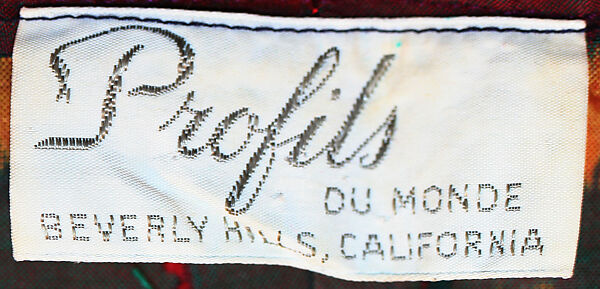 Profils
DU MONDE
BEVERLY HILLS, CALIFORNIA